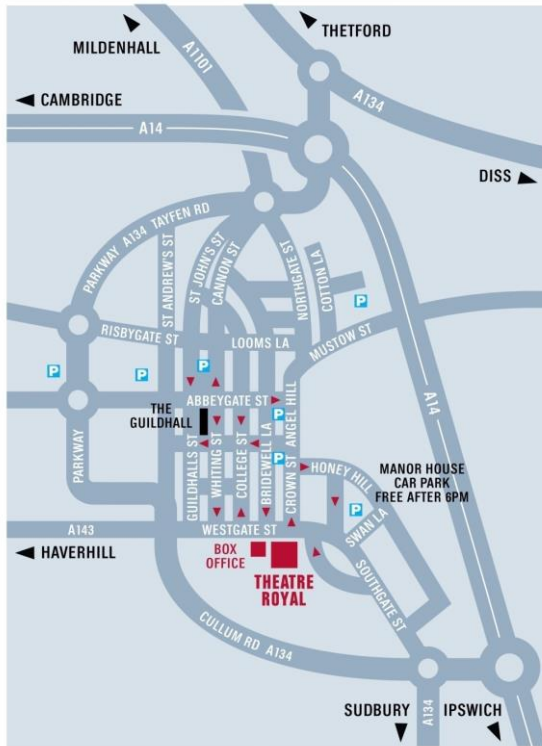 THETFORD
MILDENHALL
A1101
CAMBRIDGE
A134
A14
DISS
PARKWAY A134 TAYFEN RD
ST ANDREW'S ST
ST JOHN'S ST
CANNON ST
NORTHGATE ST
COTTON LA
P
RISBYGATE ST
LOOMS LA
MUSTOW ST
P
P
P
ABBEYGATE ST
THE
GUILDHALL
P
ANGEL HILL
A14
PARKWAY
GUILDHALLS ST
WHITING ST
COLLEGE ST
BRIDEWELL LA
CROWN ST
P
HONEY HILL
MANOR HOUSE
CAR PARK
FREE AFTER 6PM
P
SWAN LA
A143
WESTGATE ST
HAVERHILL
BOX
OFFICE
THEATRE
ROYAL
SOUTHGATE ST
CULLUM RD A134
SUDBURY
A134
IPSWICH